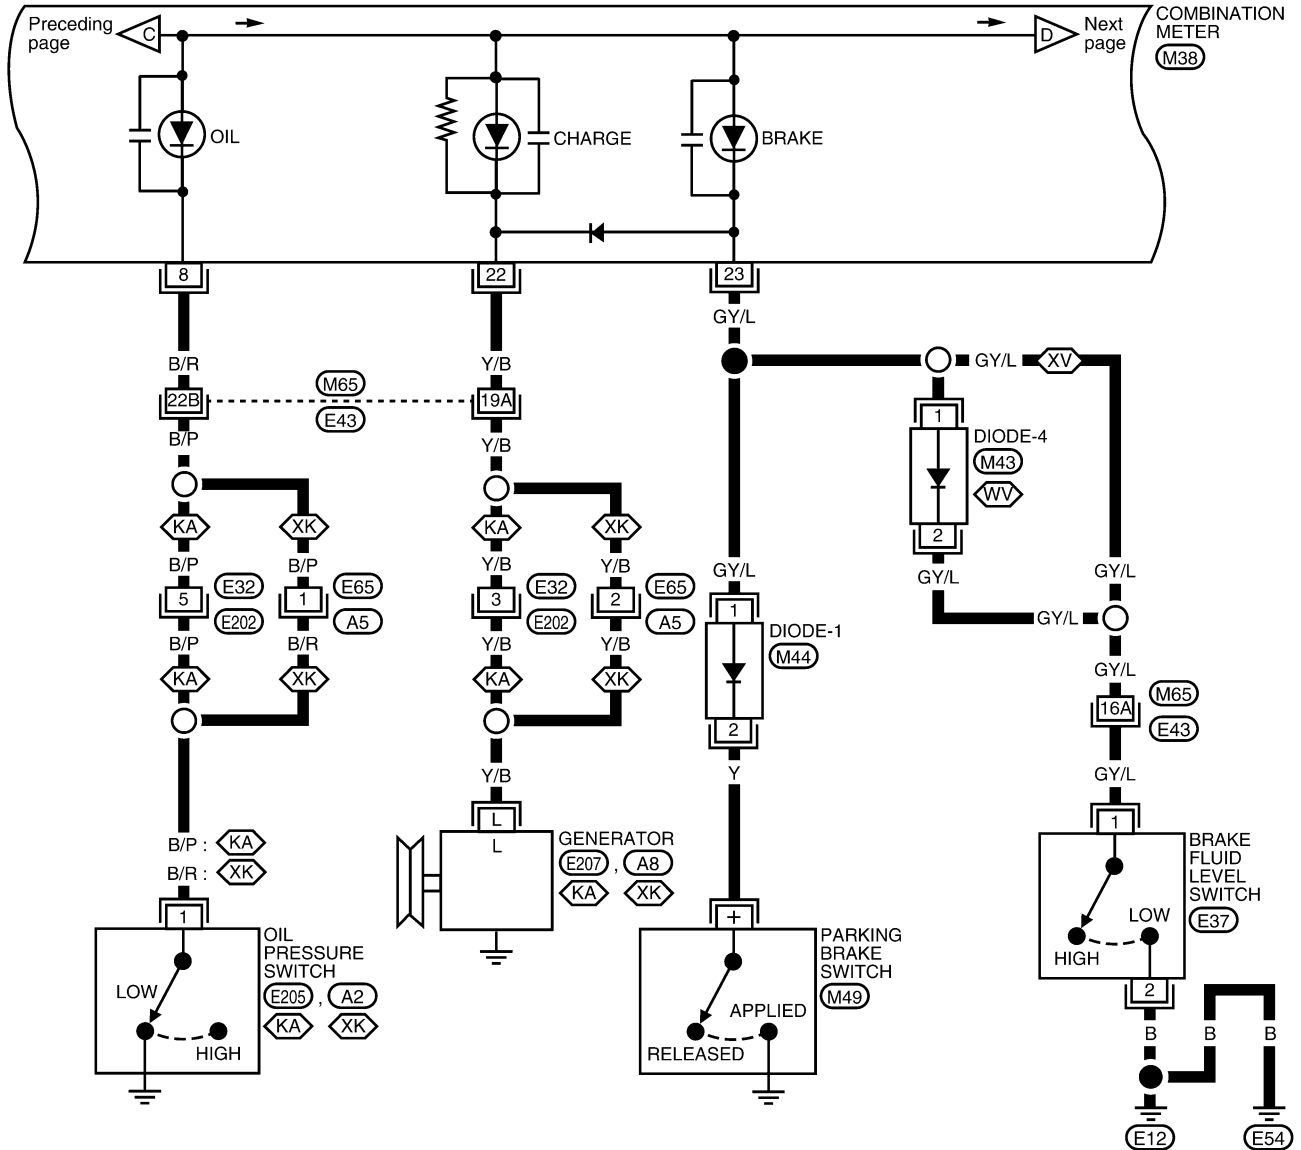 Preceding
page
C
D
Next
page
COMBINATION
METER
M38
OIL
CHARGE
BRAKE
8
22
23
GY/L
B/R
Y/B
M65
22B
19A
E43
B/P
Y/B
GY/L
XV
1
DIODE-4
M43
WV
2
GY/L
GY/L
GY/L
GY/L
M65
16A
E43
GY/L
KA
XK
KA
XK
B/P
B/P
Y/B
Y/B
GY/L
5
E32
E202
1
E65
A5
3
E32
E202
2
E65
A5
1
DIODE-1
M44
2
B/P
B/R
Y/B
Y/B
KA
XK
KA
XK
Y/B
Y
B/P : KA
B/R : XK
L
L
GENERATOR
E207 , A8
KA XK
1
OIL
PRESSURE
SWITCH
E205 , A2
KA XK
LOW
HIGH
+
PARKING
BRAKE
SWITCH
M49
APPLIED
RELEASED
1
BRAKE
FLUID
LEVEL
SWITCH
E37
LOW
HIGH
2
B
B
B
E12
E54